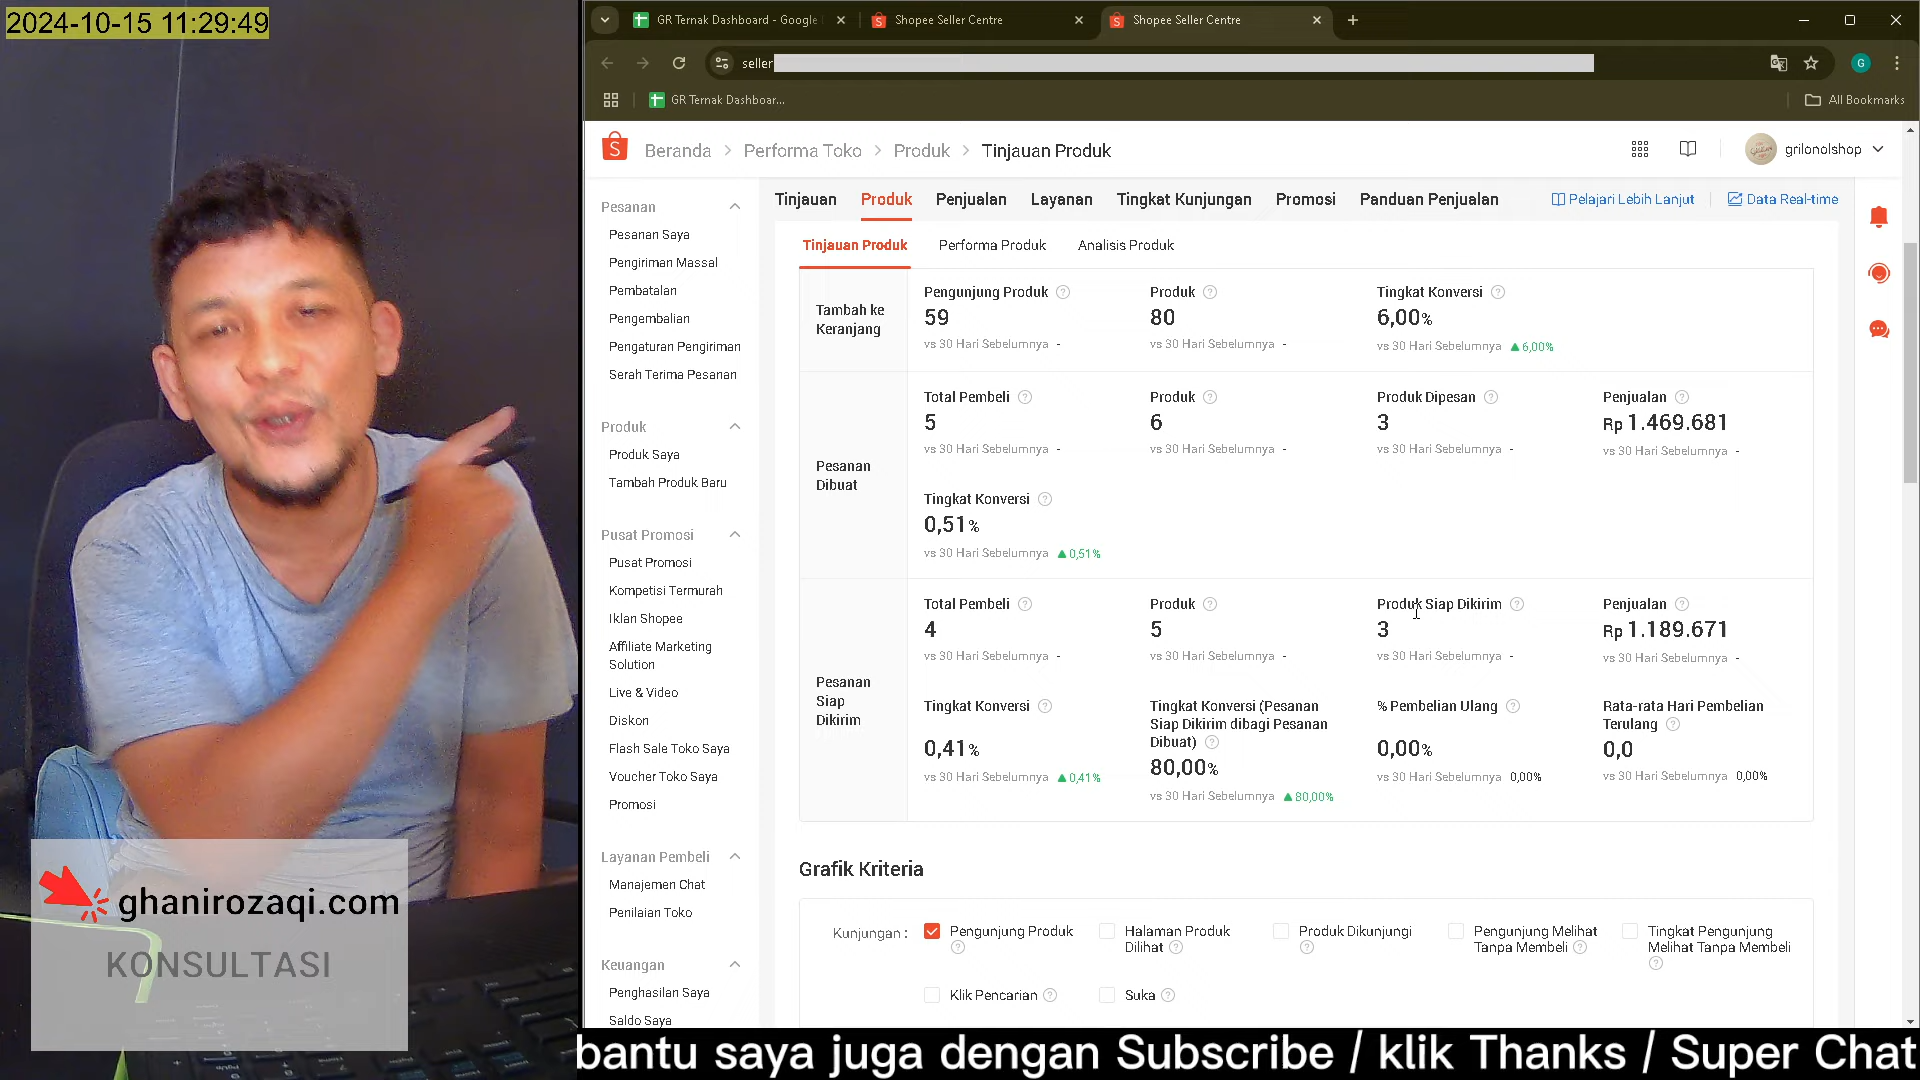 2024-10-15 11:29:49
GR Ternak Dashboard - Google
Shopee Seller Centre
Shopee Seller Centre
seller
G
GR Ternak Dashboar...
All Bookmarks
Beranda > Performa Toko > Produk > Tinjauan Produk
grilonolshop
Pesanan
Pesanan Saya
Pengiriman Massal
Pembatalan
Pengembalian
Pengaturan Pengiriman
Serah Terima Pesanan
Produk
Produk Saya
Tambah Produk Baru
Pusat Promosi
Pusat Promosi
Kompetisi Termurah
Iklan Shopee
Affiliate Marketing
Solution
Live & Video
Diskon
Flash Sale Toko Saya
Voucher Toko Saya
Promosi
Layanan Pembeli
Manajemen Chat
Penilaian Toko
Keuangan
Penghasilan Saya
Saldo Saya
Tinjauan Produk Penjualan Layanan Tingkat Kunjungan Promosi Panduan Penjualan
Pelajari Lebih Lanjut
Data Real-time
Tinjauan Produk Performa Produk Analisis Produk
Tambah ke
Keranjang
Pengunjung Produk
59
vs 30 Hari Sebelumnya -
Produk
80
vs 30 Hari Sebelumnya -
Tingkat Konversi
6,00%
vs 30 Hari Sebelumnya ▲ 6,00%
Pesanan
Dibuat
Total Pembeli
5
vs 30 Hari Sebelumnya -
Produk
6
vs 30 Hari Sebelumnya -
Produk Dipesan
3
vs 30 Hari Sebelumnya -
Penjualan
Rp 1.469.681
vs 30 Hari Sebelumnya -
Tingkat Konversi
0,51%
vs 30 Hari Sebelumnya ▲ 0,51%
Pesanan
Siap
Dikirim
Total Pembeli
4
vs 30 Hari Sebelumnya -
Produk
5
vs 30 Hari Sebelumnya -
Produk Siap Dikirim
3
vs 30 Hari Sebelumnya -
Penjualan
Rp 1.189.671
vs 30 Hari Sebelumnya -
Tingkat Konversi
0,41%
vs 30 Hari Sebelumnya ▲ 0,41%
Tingkat Konversi (Pesanan
Siap Dikirim dibagi Pesanan
Dibuat)
80,00%
vs 30 Hari Sebelumnya ▲ 80,00%
% Pembelian Ulang
0,00%
vs 30 Hari Sebelumnya 0,00%
Rata-rata Hari Pembelian
Terulang
0,0
vs 30 Hari Sebelumnya 0,00%
Grafik Kriteria
Kunjungan :
Pengunjung Produk
Halaman Produk
Dilihat
Produk Dikunjungi
Pengunjung Melihat
Tanpa Membeli
Tingkat Pengunjung
Melihat Tanpa Membeli
Klik Pencarian
Suka
ghanirozaqi.com
KONSULTASI
bantu saya juga dengan Subscribe / klik Thanks / Super Chat